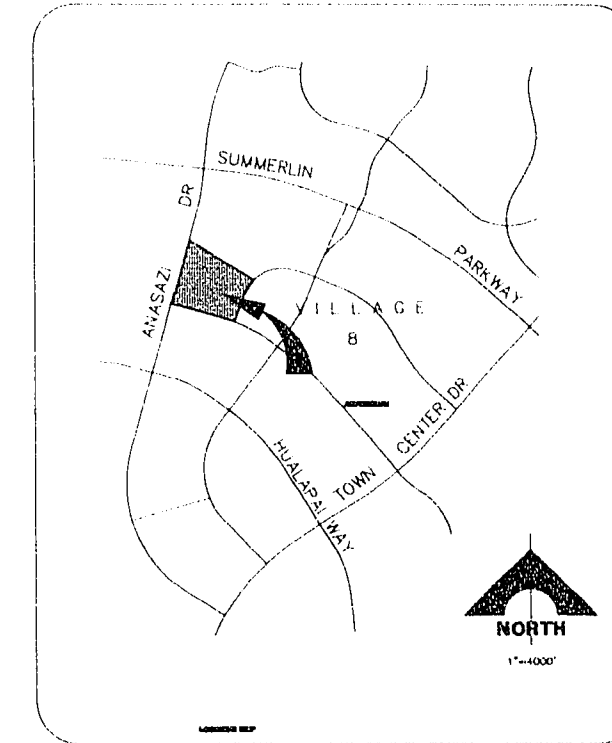 SUMMERLIN
DR
PARKWAY
ANASAZI
VILLAGE
8
CENTER DR
TOWN
HUALAPAI WAY
NORTH
1"=4000'